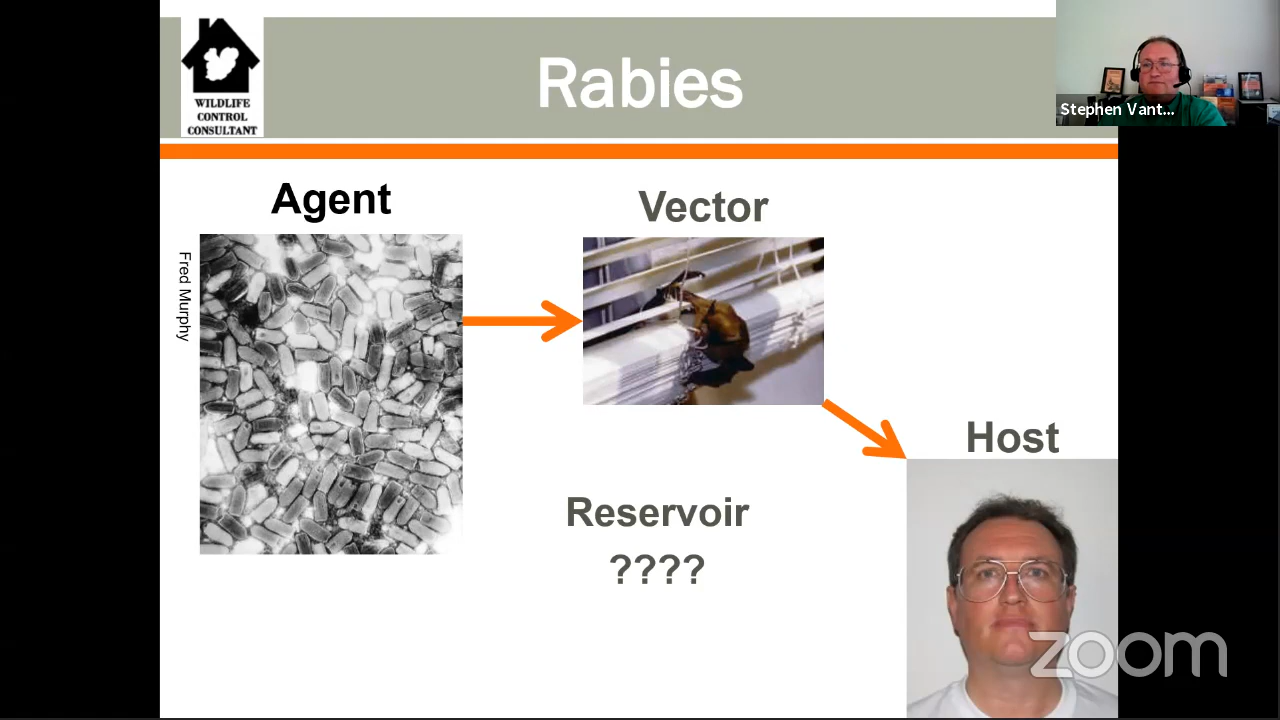 WILDLIFE
CONTROL
CONSULTANT
Rabies
Stephen Vant...
Agent
Vector
Fred Murphy
Host
Reservoir
????
zoom